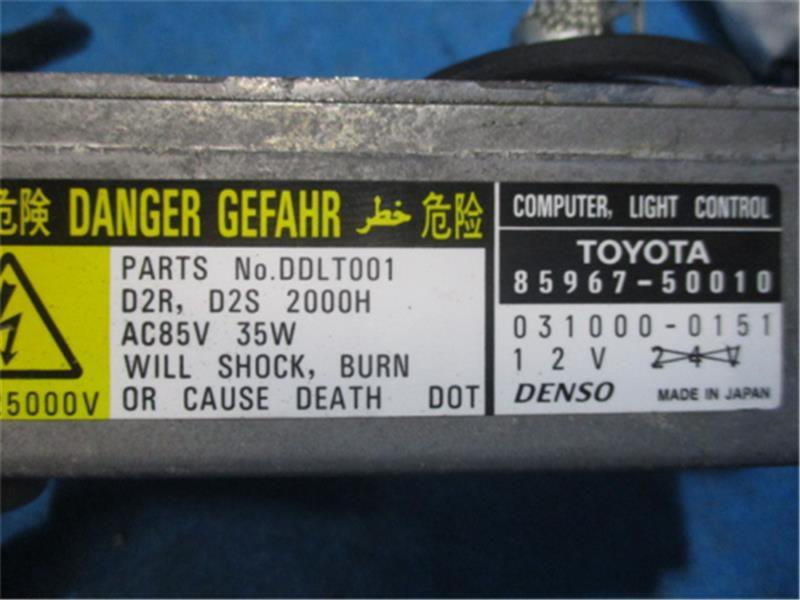 危険 DANGER GEFAHR خطر 危险
PARTS No.DDLT001
D2R, D2S 2000H
AC85V 35W
WILL SHOCK, BURN
OR CAUSE DEATH DOT
25000V
COMPUTER, LIGHT CONTROL
TOYOTA
85967-50010
031000-0151
12V 24V
DENSO MADE IN JAPAN